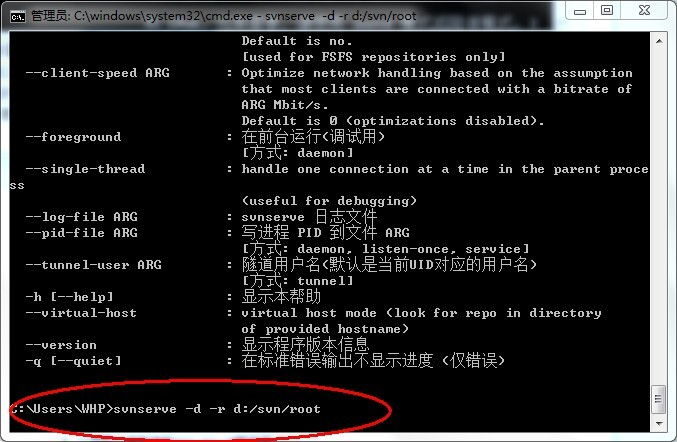 管理员: C:\windows\system32\cmd.exe - svnserve -d -r d:/svn/root
Default is no.
[used for FSFS repositories only]
--client-speed ARG : Optimize network handling based on the assumption
that most clients are connected with a bitrate of
ARG Mbit/s.
Default is 0 (optimizations disabled).
--foreground : 在前台运行(调试用)
[方式: daemon]
--single-thread : handle one connection at a time in the parent proce
ss
(useful for debugging)
--log-file ARG : svnserve 日志文件
--pid-file ARG : 写进程 PID 到文件 ARG
[方式: daemon, listen-once, service]
--tunnel-user ARG : 隧道用户名(默认是当前UID对应的用户名)
[方式: tunnel]
-h [--help] : 显示本帮助
--virtual-host : virtual host mode (look for repo in directory
of provided hostname)
--version : 显示程序版本信息
-q [--quiet] : 在标准错误输出不显示进度 (仅错误)
C:\Users\WHP>svnserve -d -r d:/svn/root